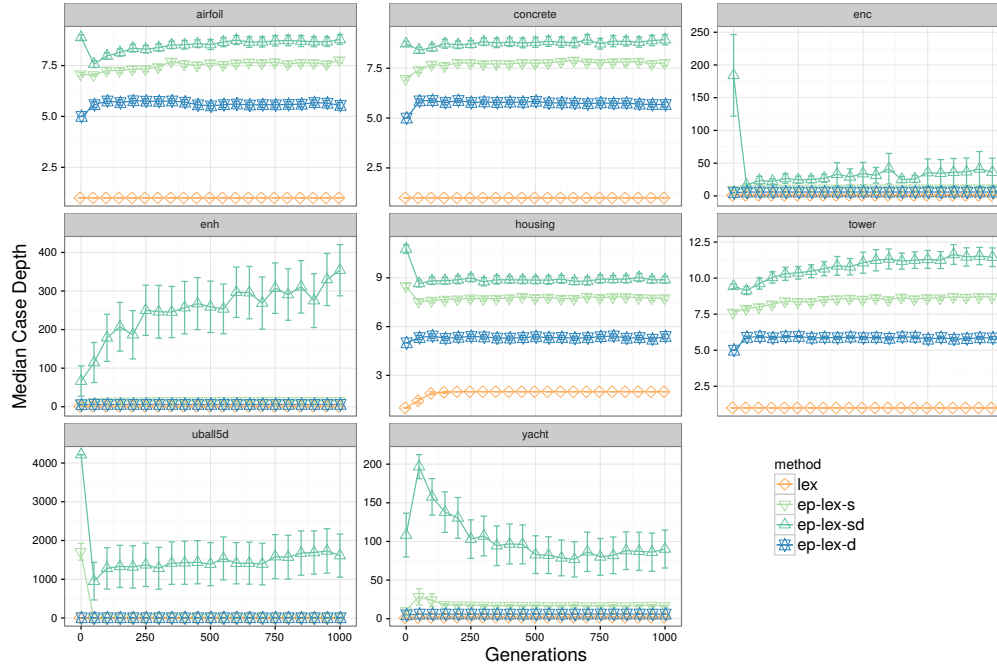 airfoil
concrete
enc
7.5
5.0
2.5
7.5
5.0
2.5
250
200
150
100
50
0
enh
housing
tower
400
300
200
100
0
9
6
3
12.5
10.0
7.5
5.0
2.5
uball5d
yacht
4000
3000
2000
1000
0
200
150
100
50
0
0 250 500 750 1000
0 250 500 750 1000
Median Case Depth
Generations
method
lex
ep-lex-s
ep-lex-sd
ep-lex-d